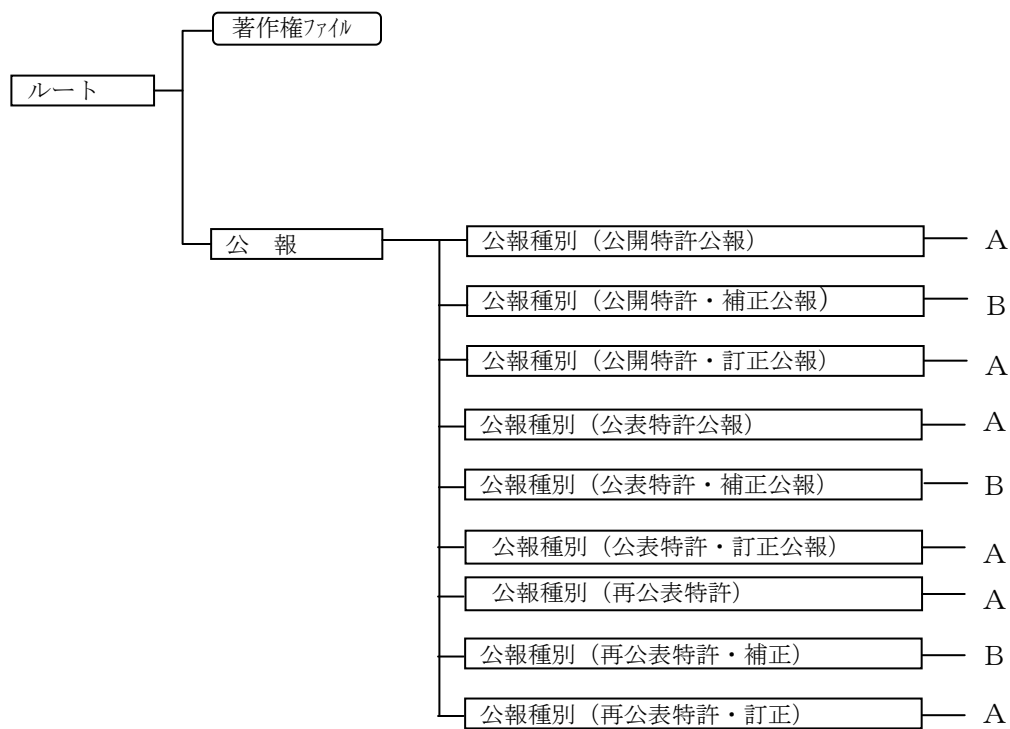 著作権ﾌｧｲﾙ
ルート
公　報
公報種別（公開特許公報） A
公報種別（公開特許・補正公報） B
公報種別（公開特許・訂正公報） A
公報種別（公表特許公報） A
公報種別（公表特許・補正公報） B
公報種別（公表特許・訂正公報） A
公報種別（再公表特許） A
公報種別（再公表特許・補正） B
公報種別（再公表特許・訂正） A